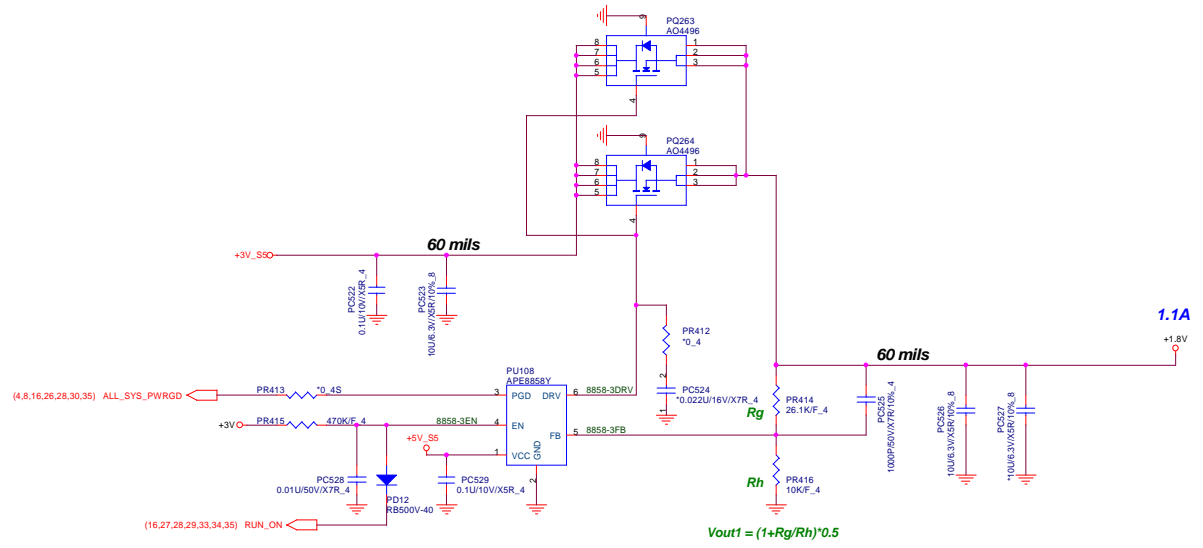 9
PQ263
AO4496
8
7
6
5
1
2
3
4
9
PQ264
AO4496
8
7
6
5
1
2
3
4
+3V_S5
60 mils
PC522
0.1U/10V/X5R_4
PC523
10U/6.3V/X5R/10%_8
PR412
*0_4
2
1
PC524
*0.022U/16V/X7R_4
1.1A
+1.8V
60 mils
(4,8,16,26,28,30,35) ALL_SYS_PWRGD
PR413 *0_4S
+3V
PR415 470K/F_4
8858-3EN
+5V_S5
PU108
APE8858Y
3 PGD DRV 6
4 EN
FB 5
1 VCC
GND
2
8858-3DRV
8858-3FB
Rg
PR414
26.1K/F_4
PC525
1000P/50V/X7R/10%_4
PC526
10U/6.3V/X5R/10%_8
PC527
*10U/6.3V/X5R/10%_8
Rh
PR416
10K/F_4
PC528
0.01U/50V/X7R_4
PD12
RB500V-40
PC529
0.1U/10V/X5R_4
(16,27,28,29,33,34,35) RUN_ON
Vout1 = (1+Rg/Rh)*0.5